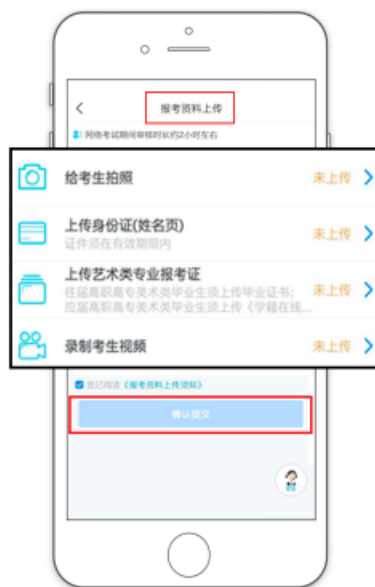 报考资料上传
网络考试期间审核时长约2小时左右
给考生拍照 未上传
上传身份证(姓名页) 未上传
证件须在有效期限内
上传艺术类专业报考证 未上传
往届高职高专美术类毕业生须上传毕业证书;
应届高职高专美术类毕业生须上传《学籍在线...
录制考生视频 未上传
我已阅读《报考资料上传须知》
确认提交